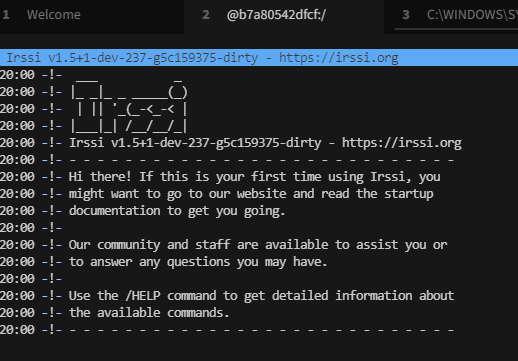 1 Welcome 2 @b7a80542dfcf:/ 3 C:\WINDOWS\SY
Irssi v1.5+1-dev-237-g5c159375-dirty - https://irssi.org
20:00 -!-  ___           _
20:00 -!- |_ _|_ _ _____(_)
20:00 -!-  | || '_(_-<_-< |
20:00 -!- |___|_| /__/__/_|
20:00 -!- Irssi v1.5+1-dev-237-g5c159375-dirty - https://irssi.org
20:00 -!- - - - - - - - - - - - - - - - - - - - - - - - - - - - -
20:00 -!- Hi there! If this is your first time using Irssi, you
20:00 -!- might want to go to our website and read the startup
20:00 -!- documentation to get you going.
20:00 -!-
20:00 -!- Our community and staff are available to assist you or
20:00 -!- to answer any questions you may have.
20:00 -!-
20:00 -!- Use the /HELP command to get detailed information about
20:00 -!- the available commands.
20:00 -!- - - - - - - - - - - - - - - - - - - - - - - - - - - - -